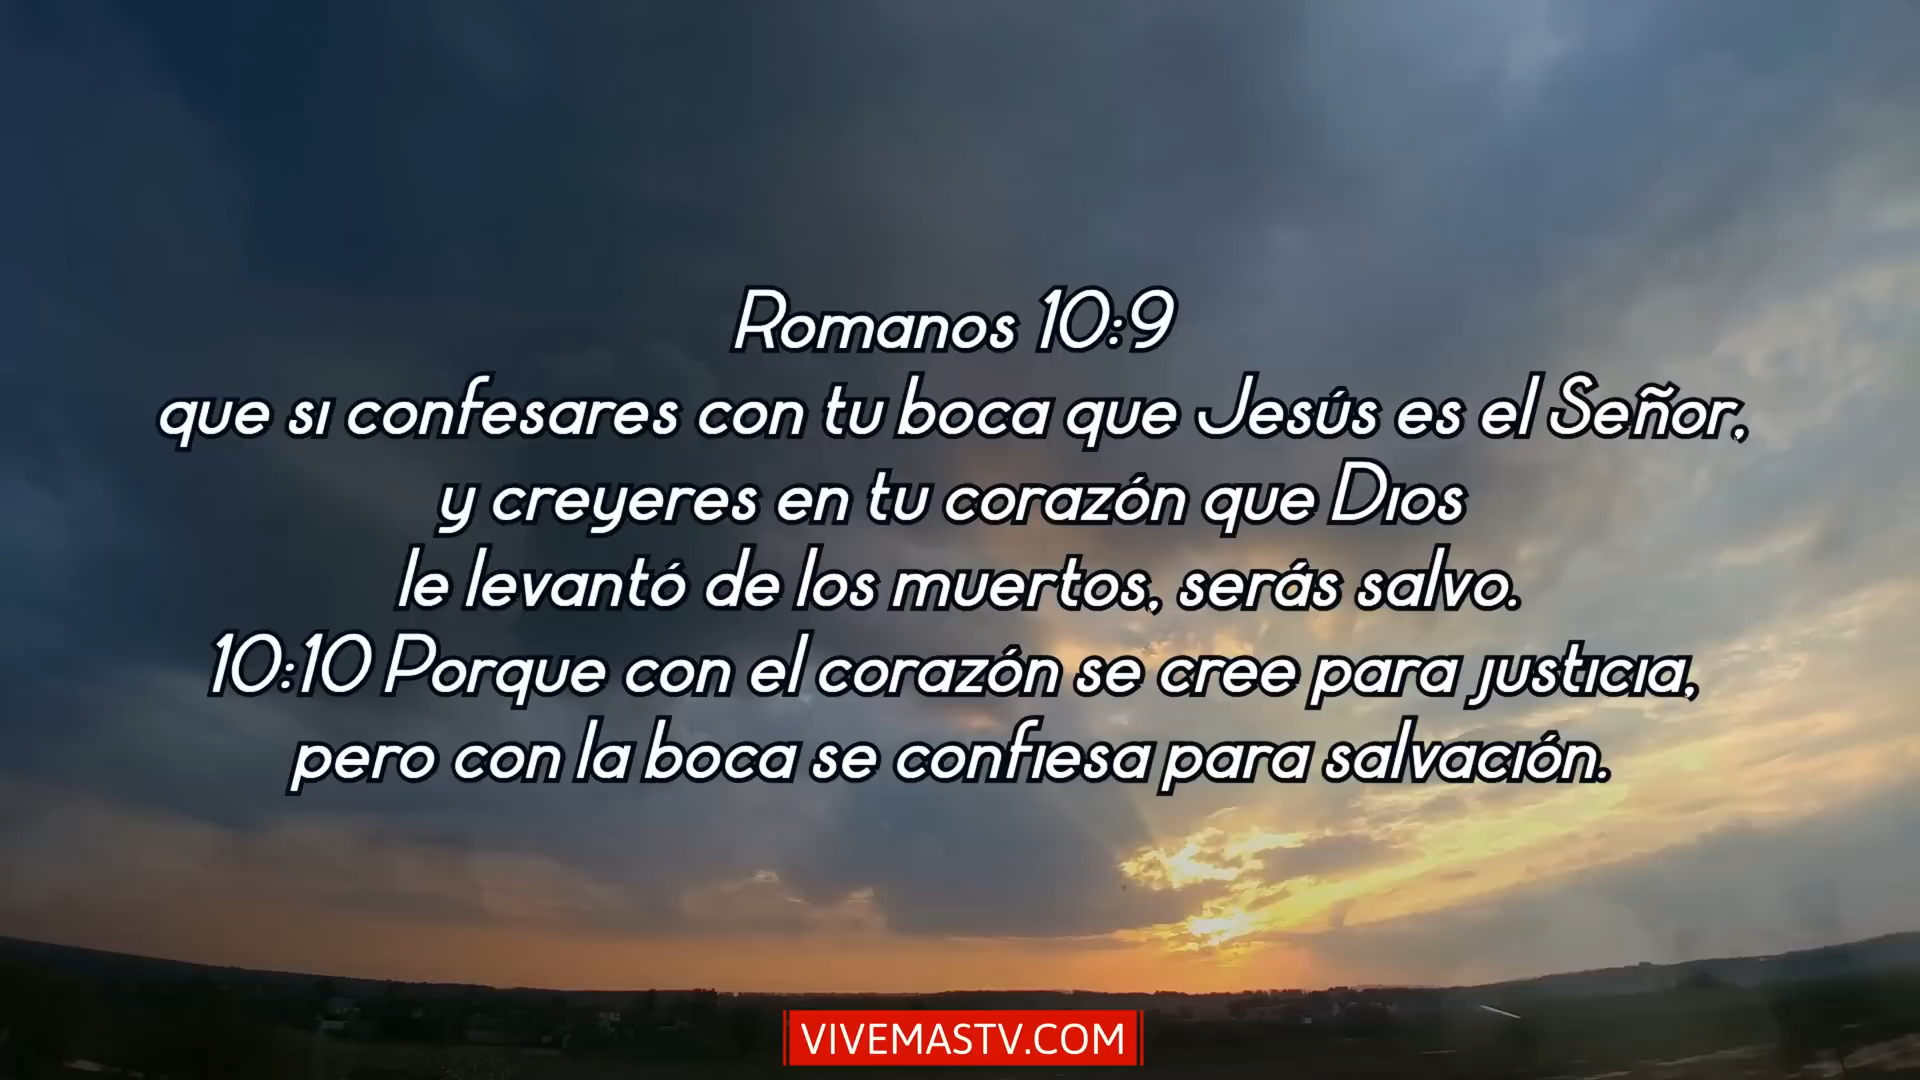 Romanos 10:9
que si confesares con tu boca que Jesús es el Señor,
y creyeres en tu corazón que Dios
le levantó de los muertos, serás salvo.
10:10 Porque con el corazón se cree para justicia,
pero con la boca se confiesa para salvación.
VIVEMASTV.COM